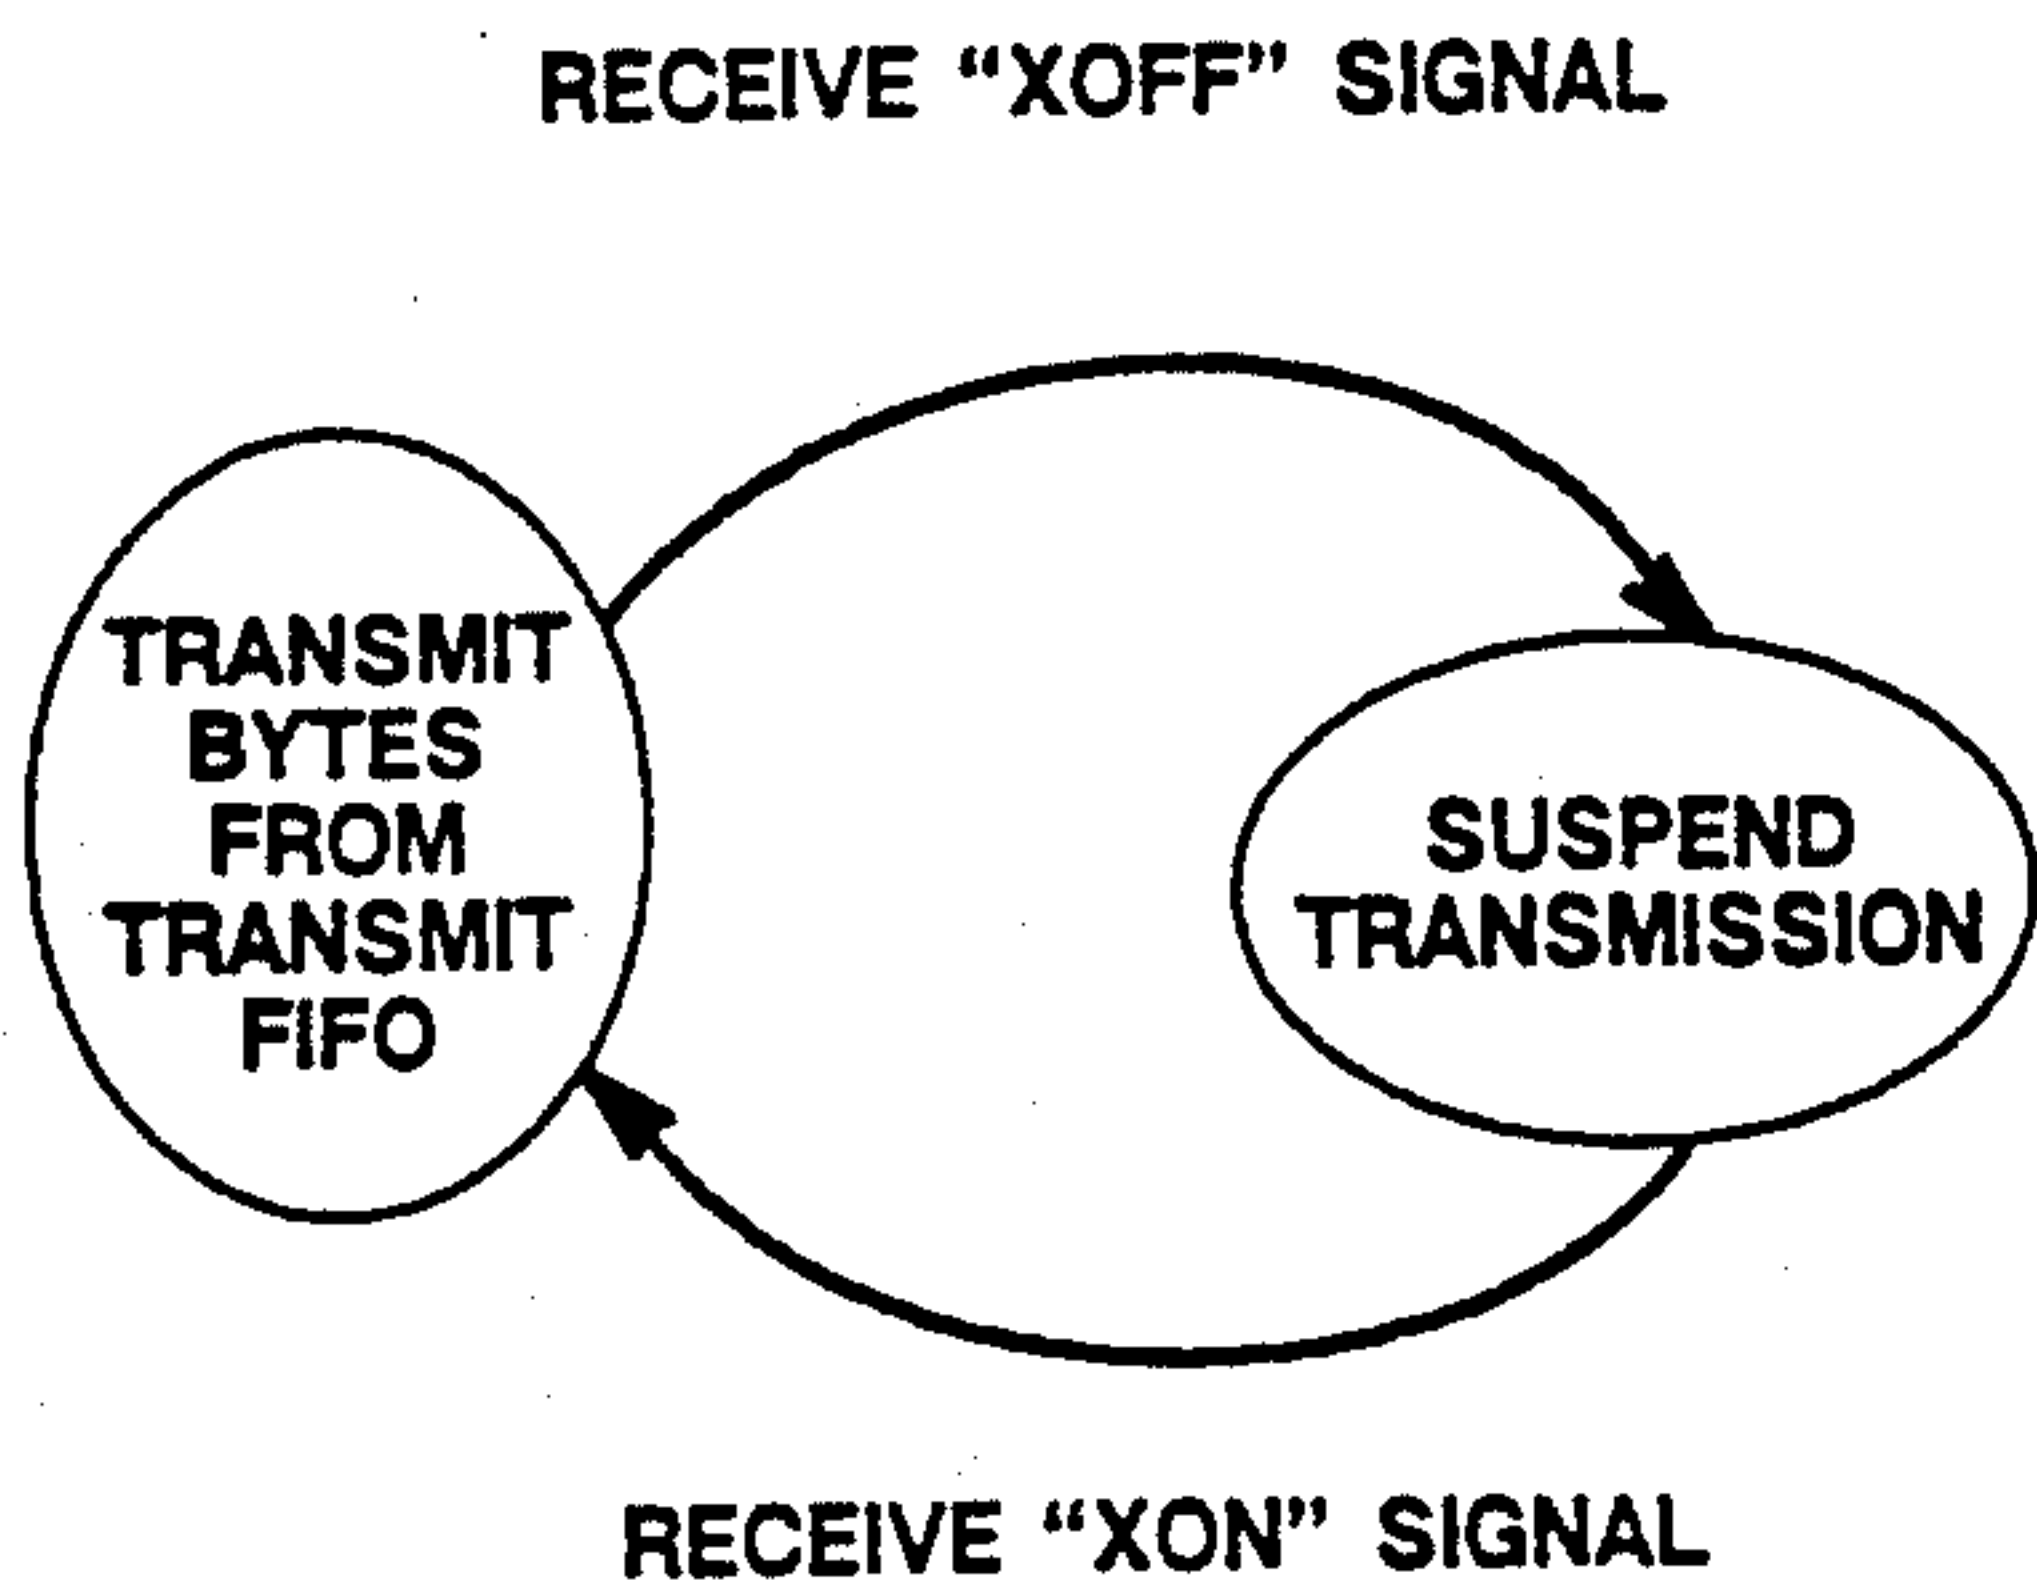 RECEIVE “XOFF” SIGNAL
TRANSMIT
BYTES
FROM
TRANSMIT
FIFO
SUSPEND
TRANSMISSION
RECEIVE “XON” SIGNAL